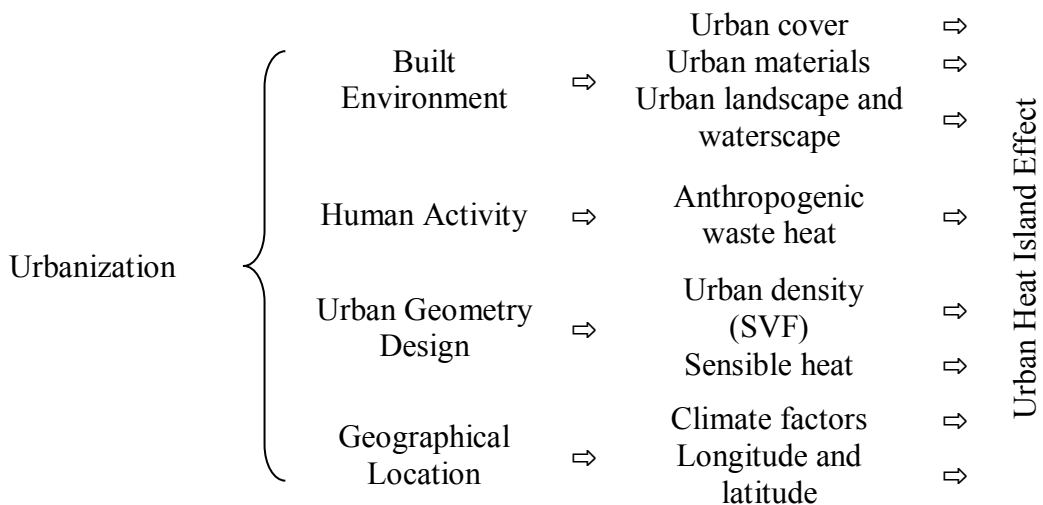 Urbanization
Built
Environment
⇨
Urban cover
⇨
Urban materials
⇨
Urban landscape and
waterscape
⇨
Human Activity
⇨
Anthropogenic
waste heat
⇨
Urban Geometry
Design
⇨
Urban density
(SVF)
⇨
Sensible heat
⇨
Geographical
Location
⇨
Climate factors
⇨
Longitude and
latitude
⇨
Urban Heat Island Effect